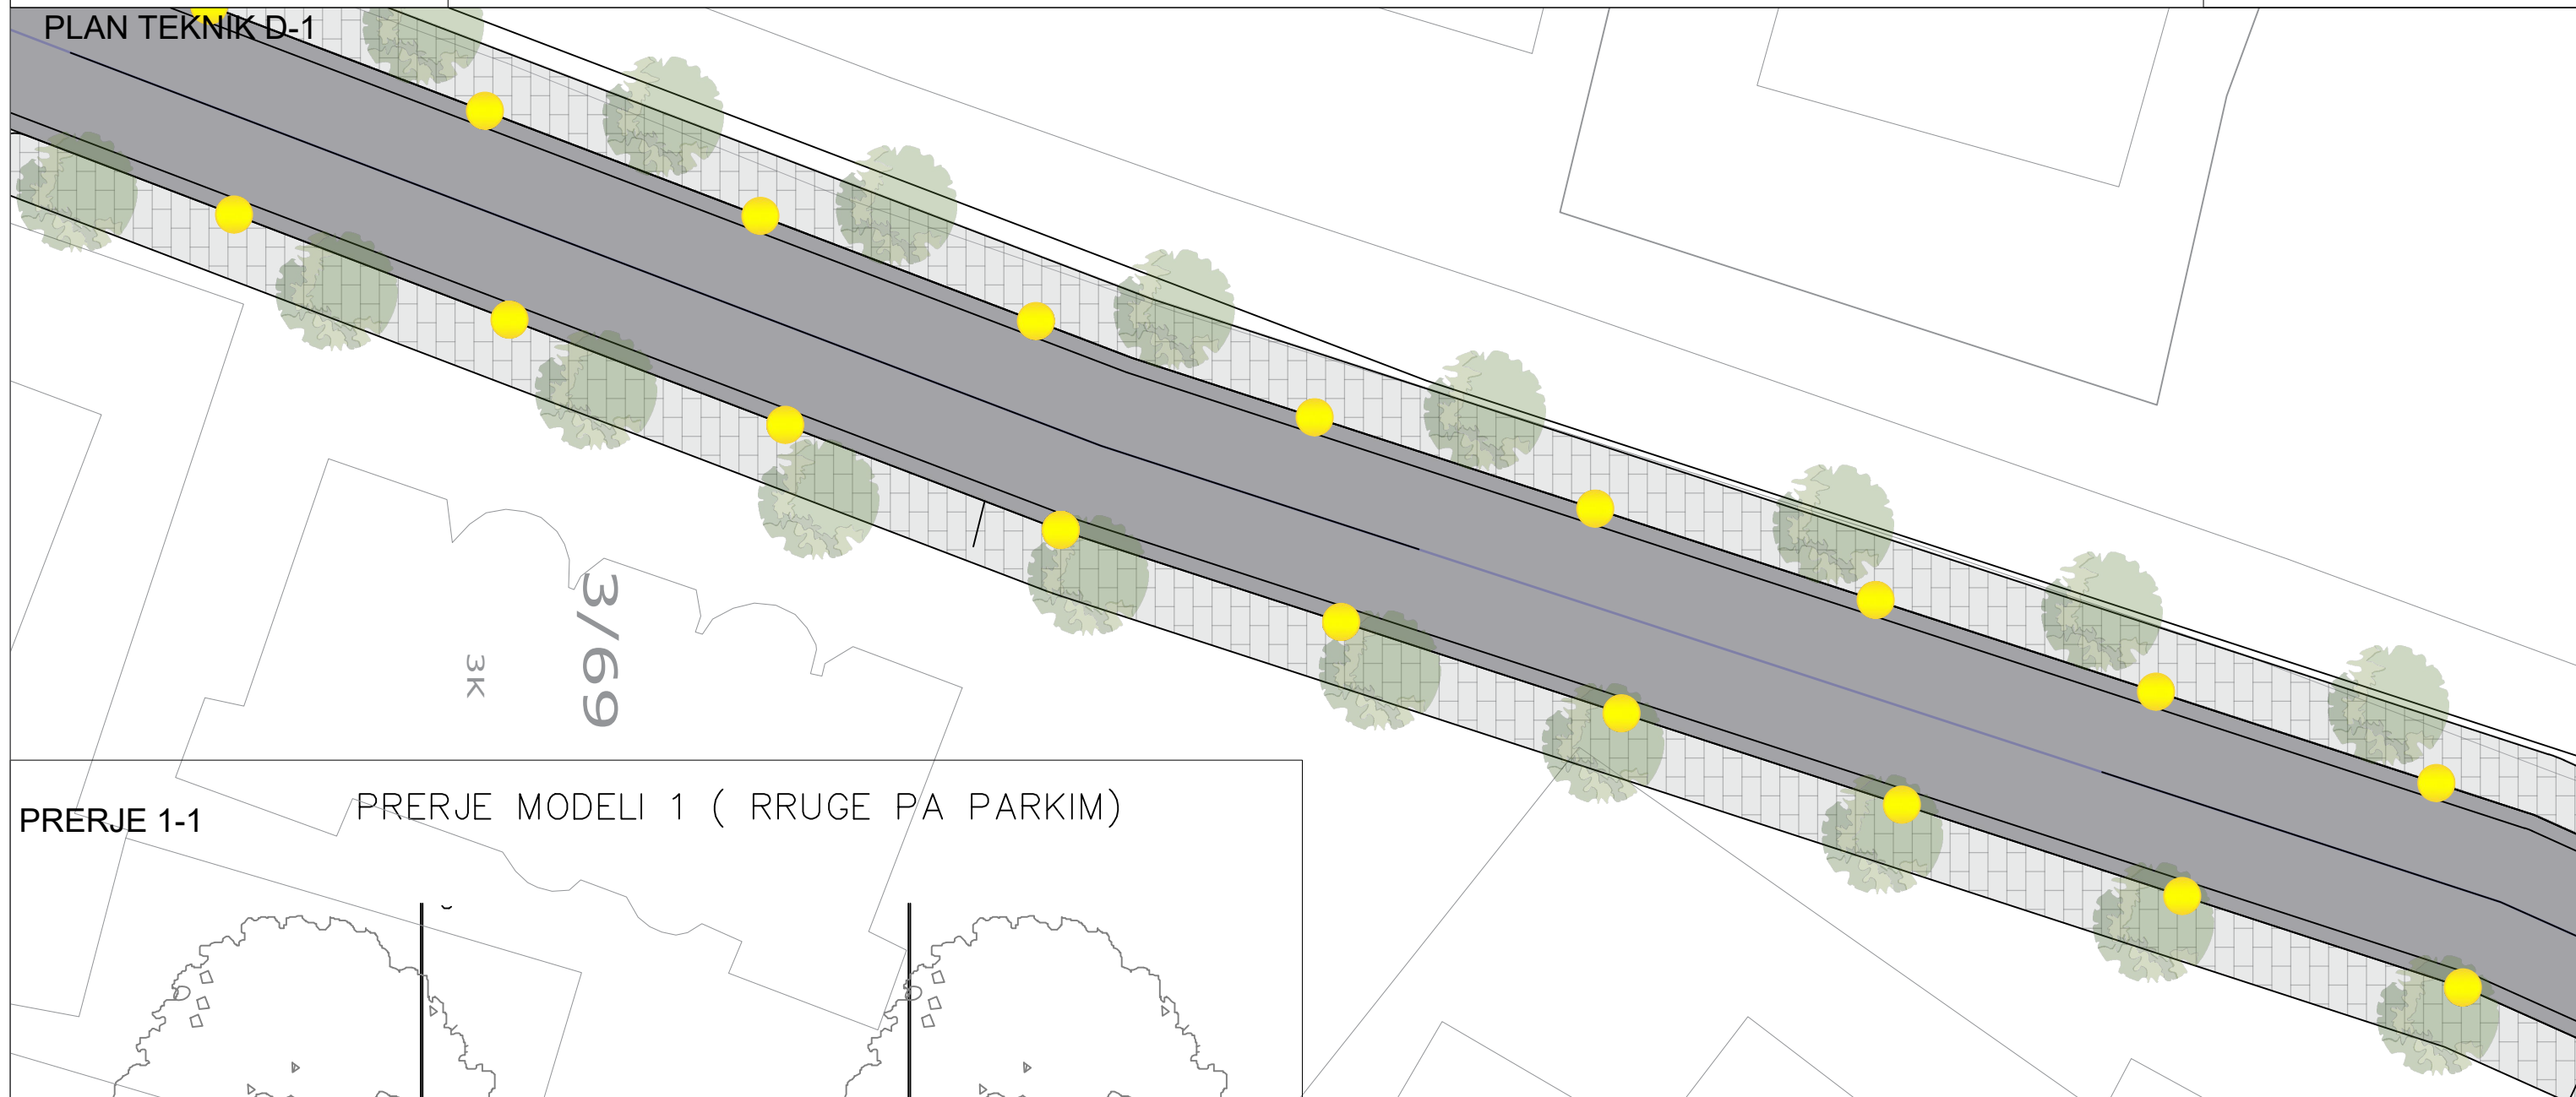 PLAN TEKNIK D-1
3/69
3K
PRERJE MODELI 1 ( RRUGE PA PARKIM)
PRERJE 1-1